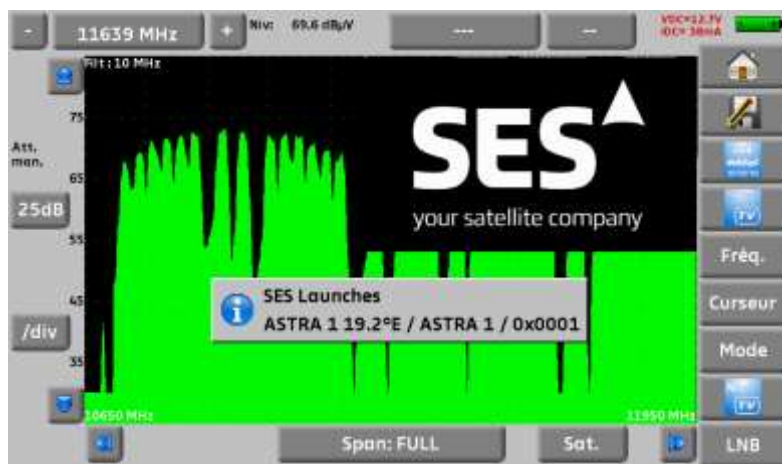 - 11639 MHz + Niv: 69.6 dBµV --- -- VDC=12.7V
IDC= 38mA
Filt: 10 MHz
75
Att.
man.
65
25dB
55
45
/div
35
SES
your satellite company
SES Launches
ASTRA 1 19.2°E / ASTRA 1 / 0x0001
10650 MHz 11950 MHz
Span: FULL Sat.
TV
Fréq.
Curseur
Mode
TV
LNB